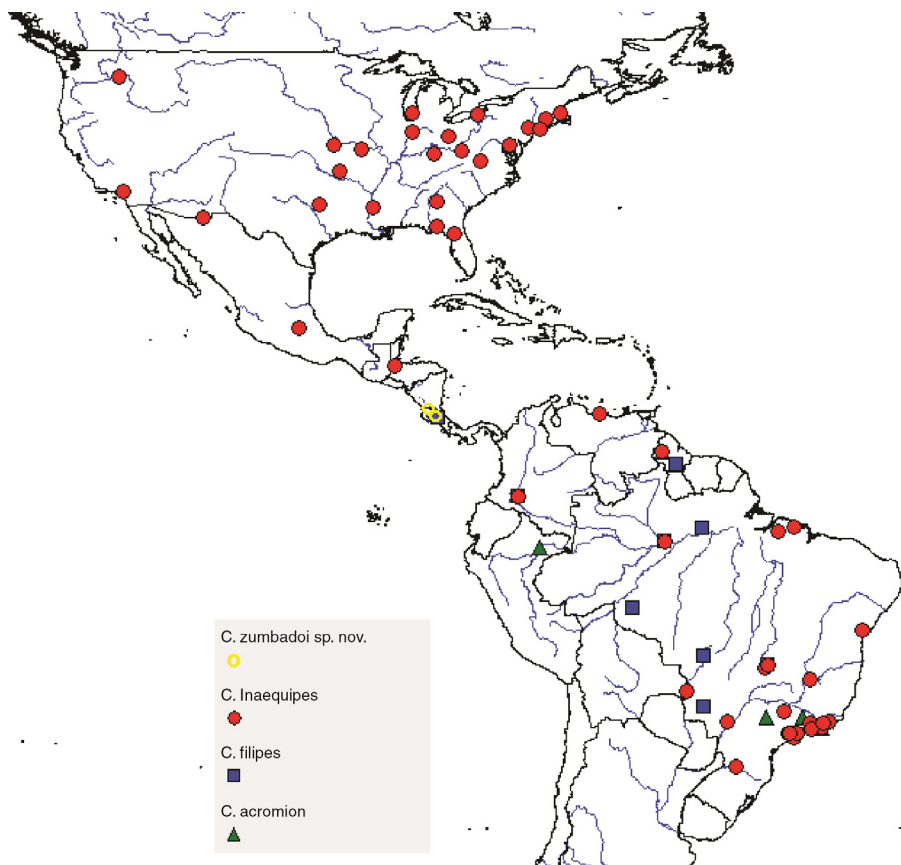 C. zumbadoi sp. nov.
C. Inaequipes
C. filipes
C. acromion